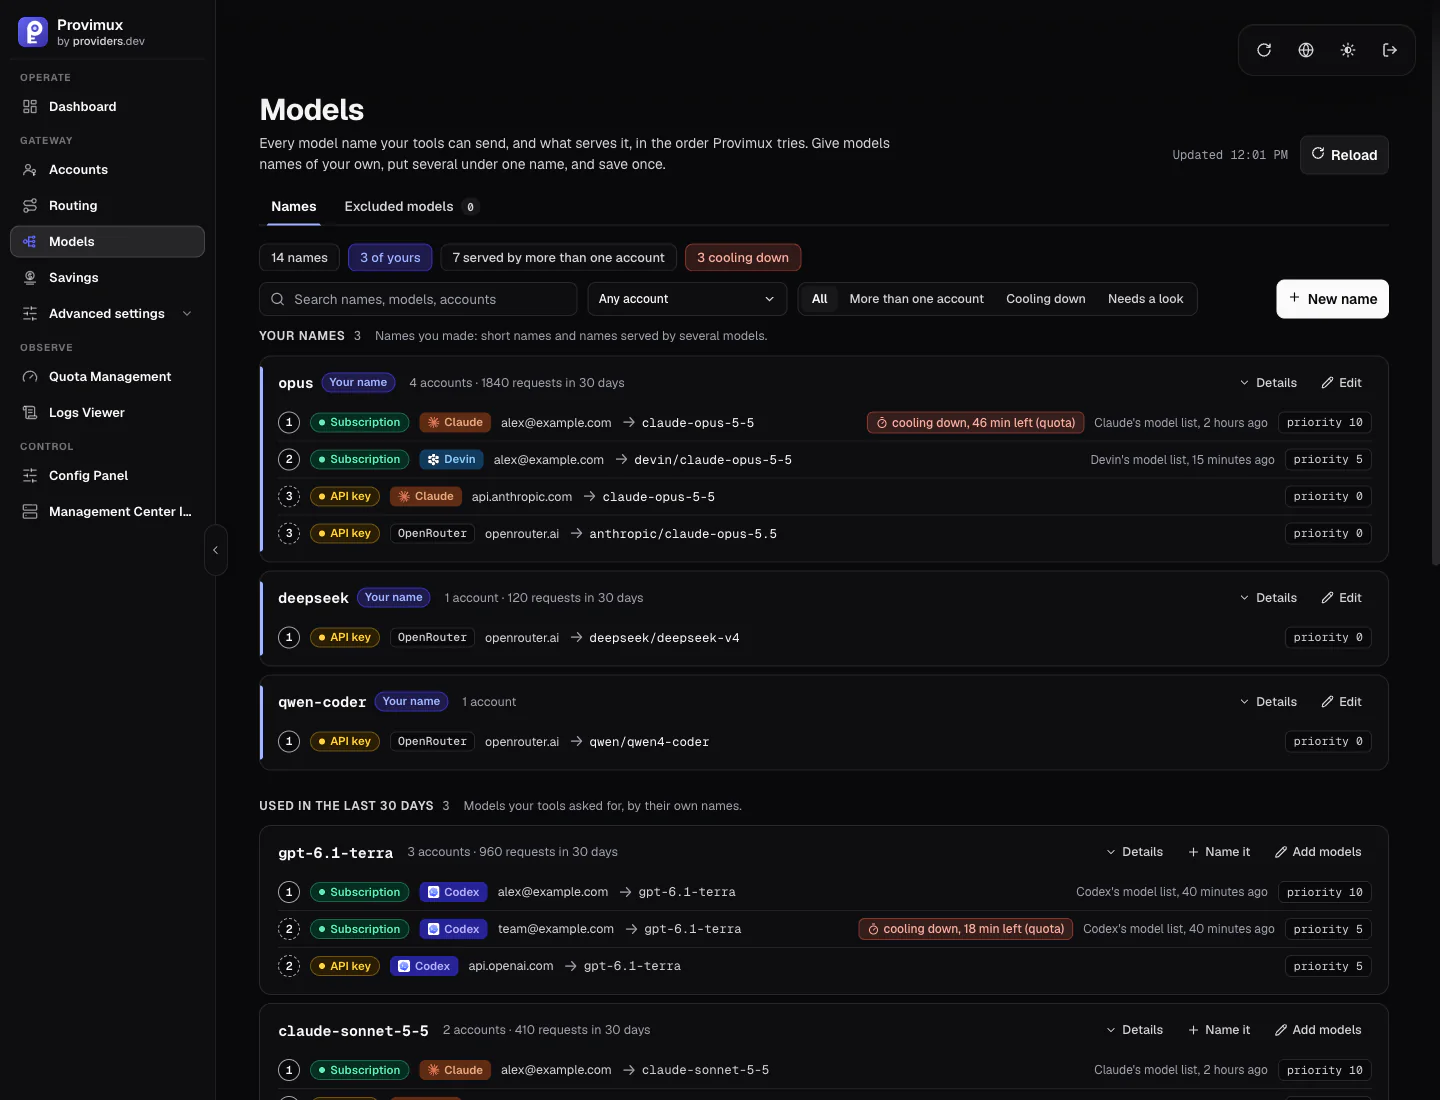 Provimux
by providers.dev
OPERATE
Dashboard
GATEWAY
Accounts
Routing
Models
Savings
Advanced settings
OBSERVE
Quota Management
Logs Viewer
CONTROL
Config Panel
Management Center I...
Models
Every model name your tools can send, and what serves it, in the order Provimux tries. Give models
names of your own, put several under one name, and save once.
Updated 12:01 PM
Reload
Names
Excluded models 0
14 names
3 of yours
7 served by more than one account
3 cooling down
Search names, models, accounts
Any account
All
More than one account
Cooling down
Needs a look
New name
YOUR NAMES 3 Names you made: short names and names served by several models.
opus Your name 4 accounts · 1840 requests in 30 days Details Edit
1 Subscription Claude alex@example.com → claude-opus-5-5 cooling down, 46 min left (quota) Claude's model list, 2 hours ago priority 10
2 Subscription Devin alex@example.com → devin/claude-opus-5-5 Devin's model list, 15 minutes ago priority 5
3 API key Claude api.anthropic.com → claude-opus-5-5 priority 0
3 API key OpenRouter openrouter.ai → anthropic/claude-opus-5.5 priority 0
deepseek Your name 1 account · 120 requests in 30 days Details Edit
1 API key OpenRouter openrouter.ai → deepseek/deepseek-v4 priority 0
qwen-coder Your name 1 account Details Edit
1 API key OpenRouter openrouter.ai → qwen/qwen4-coder priority 0
USED IN THE LAST 30 DAYS 3 Models your tools asked for, by their own names.
gpt-6.1-terra 3 accounts · 960 requests in 30 days Details + Name it Add models
1 Subscription Codex alex@example.com → gpt-6.1-terra Codex's model list, 40 minutes ago priority 10
2 Subscription Codex team@example.com → gpt-6.1-terra cooling down, 18 min left (quota) Codex's model list, 40 minutes ago priority 5
2 API key Codex api.openai.com → gpt-6.1-terra priority 5
claude-sonnet-5-5 2 accounts · 410 requests in 30 days Details + Name it Add models
1 Subscription Claude alex@example.com → claude-sonnet-5-5 Claude's model list, 2 hours ago priority 10